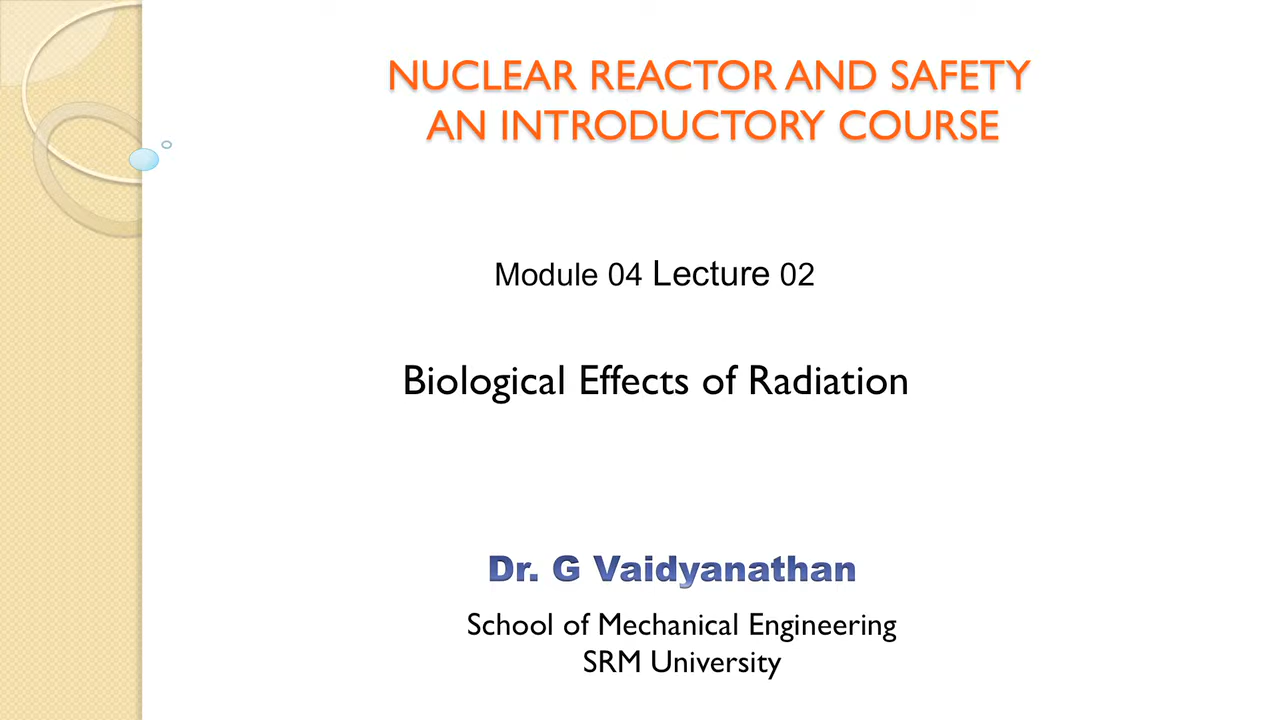 NUCLEAR REACTOR AND SAFETY
AN INTRODUCTORY COURSE
Module 04 Lecture 02
Biological Effects of Radiation
Dr. G Vaidyanathan
School of Mechanical Engineering
SRM University